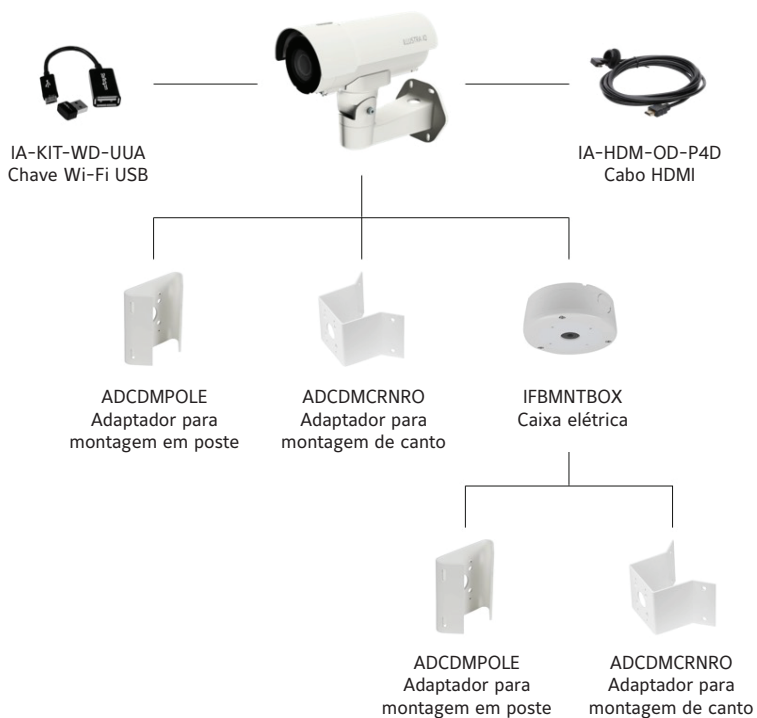 ILLUSTRA IQ
IA-KIT-WD-UUA
Chave Wi-Fi USB
IA-HDM-OD-P4D
Cabo HDMI
ADCDMPOLE
Adaptador para
montagem em poste
ADCDMCRNRO
Adaptador para
montagem de canto
IFBMNTBOX
Caixa elétrica
ADCDMPOLE
Adaptador para
montagem em poste
ADCDMCRNRO
Adaptador para
montagem de canto